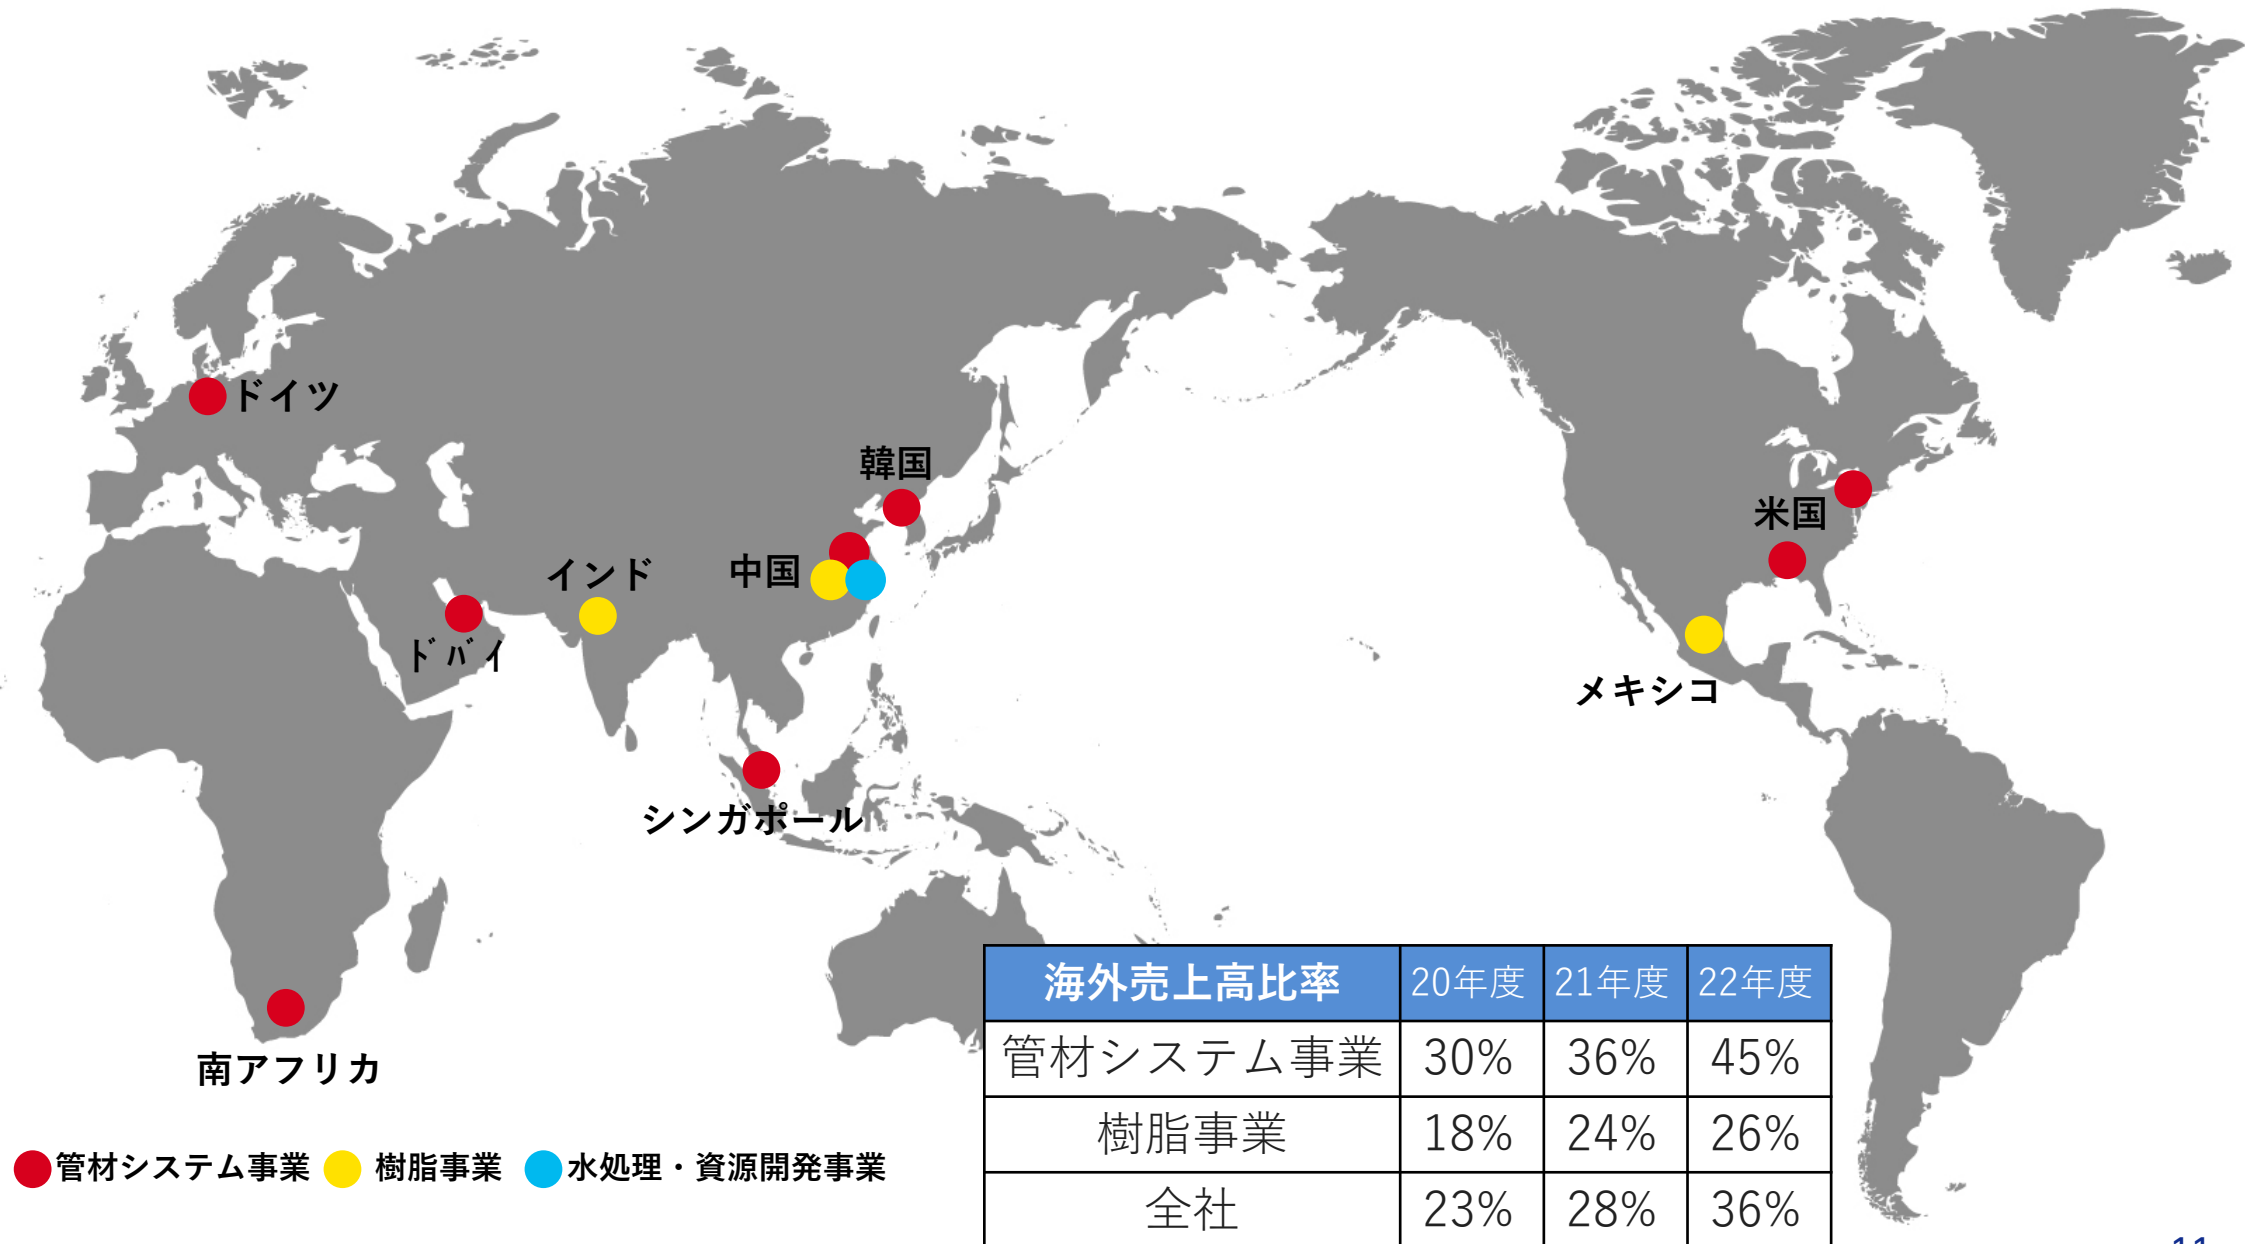 ドイツ
韓国
米国
中国
インド
ドバイ
メキシコ
シンガポール
南アフリカ
管材システム事業 樹脂事業 水処理・資源開発事業
海外売上高比率 20年度 21年度 22年度
管材システム事業 30% 36% 45%
樹脂事業 18% 24% 26%
全社 23% 28% 36%